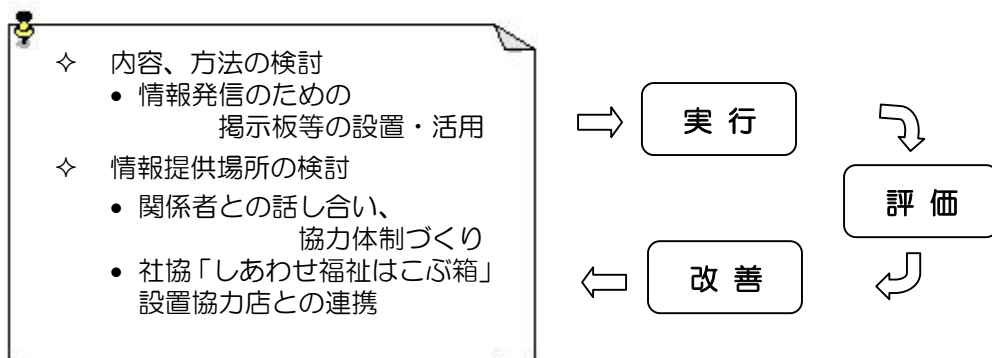 ✧ 内容、方法の検討
• 情報発信のための
掲示板等の設置・活用
✧ 情報提供場所の検討
• 関係者との話し合い、
協力体制づくり
• 社協「しあわせ福祉はこぶ箱」
設置協力店との連携
実 行
評 価
改 善